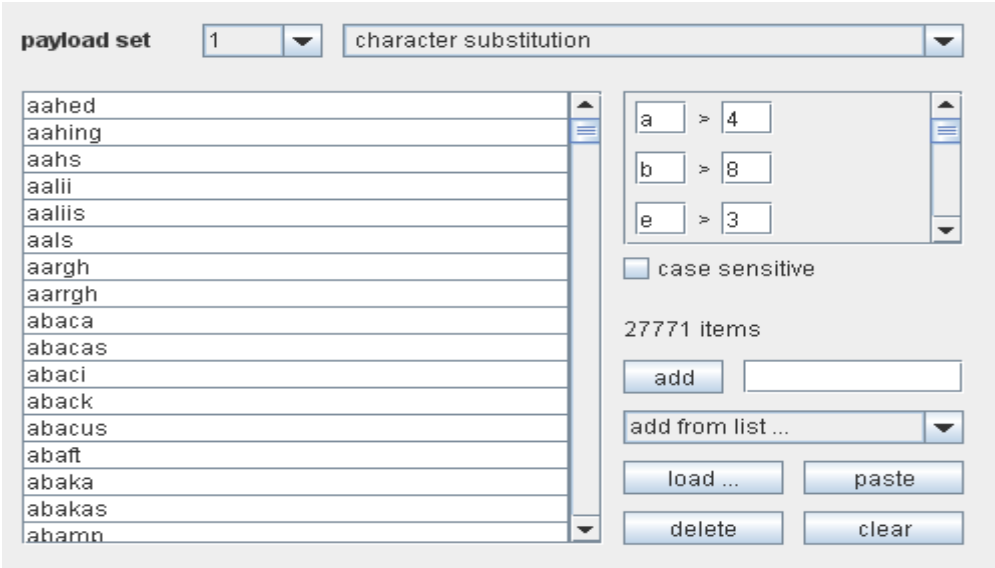 payload set 1 character substitution
aahed
aahing
aahs
aalii
aaliis
aals
aargh
aarrgh
abaca
abacas
abaci
aback
abacus
abaft
abaka
abakas
abamp
a > 4
b > 8
e > 3
case sensitive
27771 items
add
add from list ...
load ... paste
delete clear